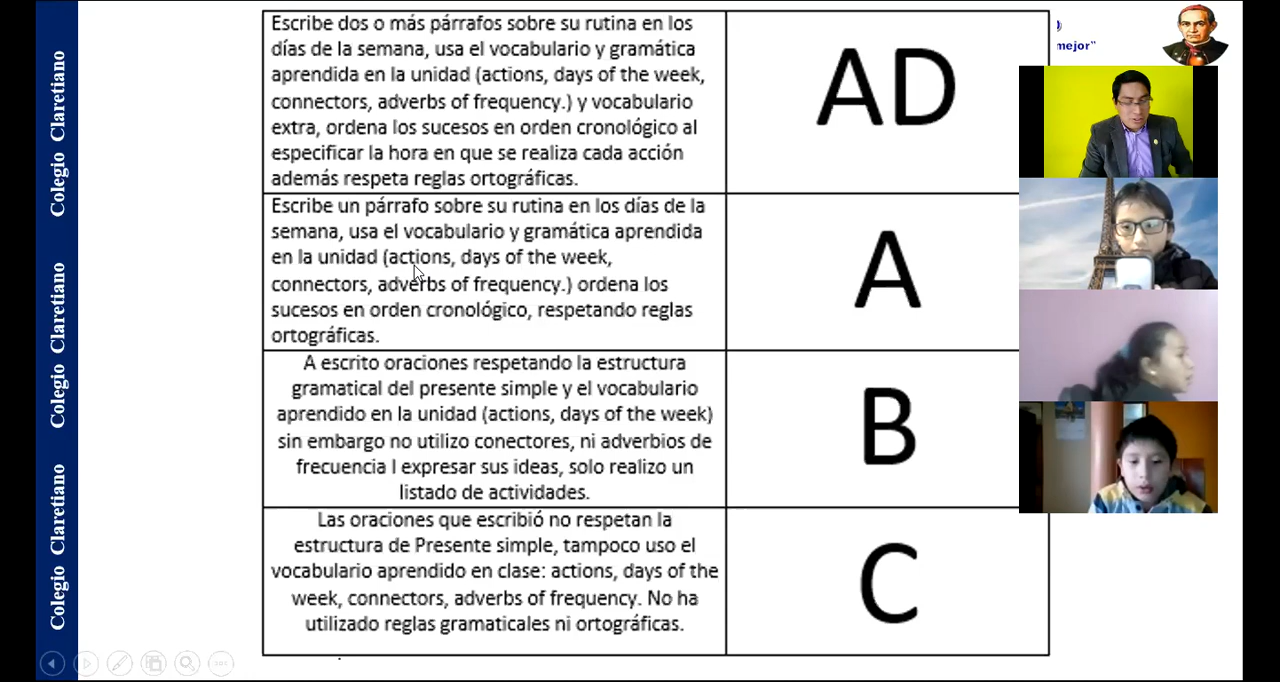 Escribe dos o más párrafos sobre su rutina en los
días de la semana, usa el vocabulario y gramática
aprendida en la unidad (actions, days of the week,
connectors, adverbs of frequency.) y vocabulario
extra, ordena los sucesos en orden cronológico al
especificar la hora en que se realiza cada acción
además respeta reglas ortográficas.
AD
Escribe un párrafo sobre su rutina en los días de la
semana, usa el vocabulario y gramática aprendida
en la unidad (actions, days of the week,
connectors, adverbs of frequency.) ordena los
sucesos en orden cronológico, respetando reglas
ortográficas.
A
A escrito oraciones respetando la estructura
gramatical del presente simple y el vocabulario
aprendido en la unidad (actions, days of the week)
sin embargo no utilizo conectores, ni adverbios de
frecuencia l expresar sus ideas, solo realizo un
listado de actividades.
B
Las oraciones que escribió no respetan la
estructura de Presente simple, tampoco uso el
vocabulario aprendido en clase: actions, days of the
week, connectors, adverbs of frequency. No ha
utilizado reglas gramaticales ni ortográficas.
C
mejor"
Colegio Claretiano
Colegio Claretiano
Colegio Claretiano